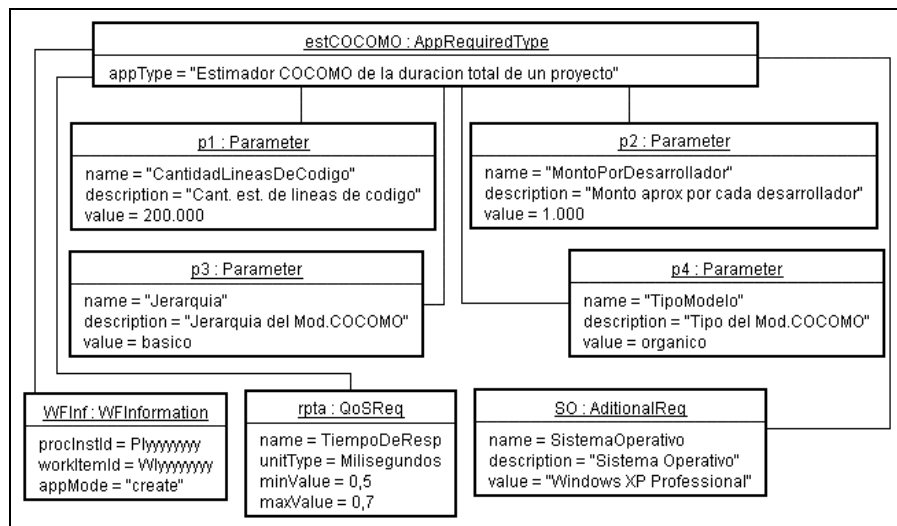 estCOCOMO : AppRequiredType
appType = "Estimador COCOMO de la duracion total de un proyecto"
p1 : Parameter
name = "CantidadLineasDeCodigo"
description = "Cant. est. de lineas de codigo"
value = 200.000
p2 : Parameter
name = "MontoPorDesarrollador"
description = "Monto aprox por cada desarrollador"
value = 1.000
p3 : Parameter
name = "Jerarquia"
description = "Jerarquia del Mod.COCOMO"
value = basico
p4 : Parameter
name = "TipoModelo"
description = "Tipo del Mod.COCOMO"
value = organico
WFInf : WFInformation
procInstId = PIyyyyyyy
workItemId = WIyyyyyyy
appMode = "create"
rpta : QoSReq
name = TiempoDeResp
unitType = Milisegundos
minValue = 0,5
maxValue = 0,7
SO : AditionalReq
name = SistemaOperativo
description = "Sistema Operativo"
value = "Windows XP Professional"